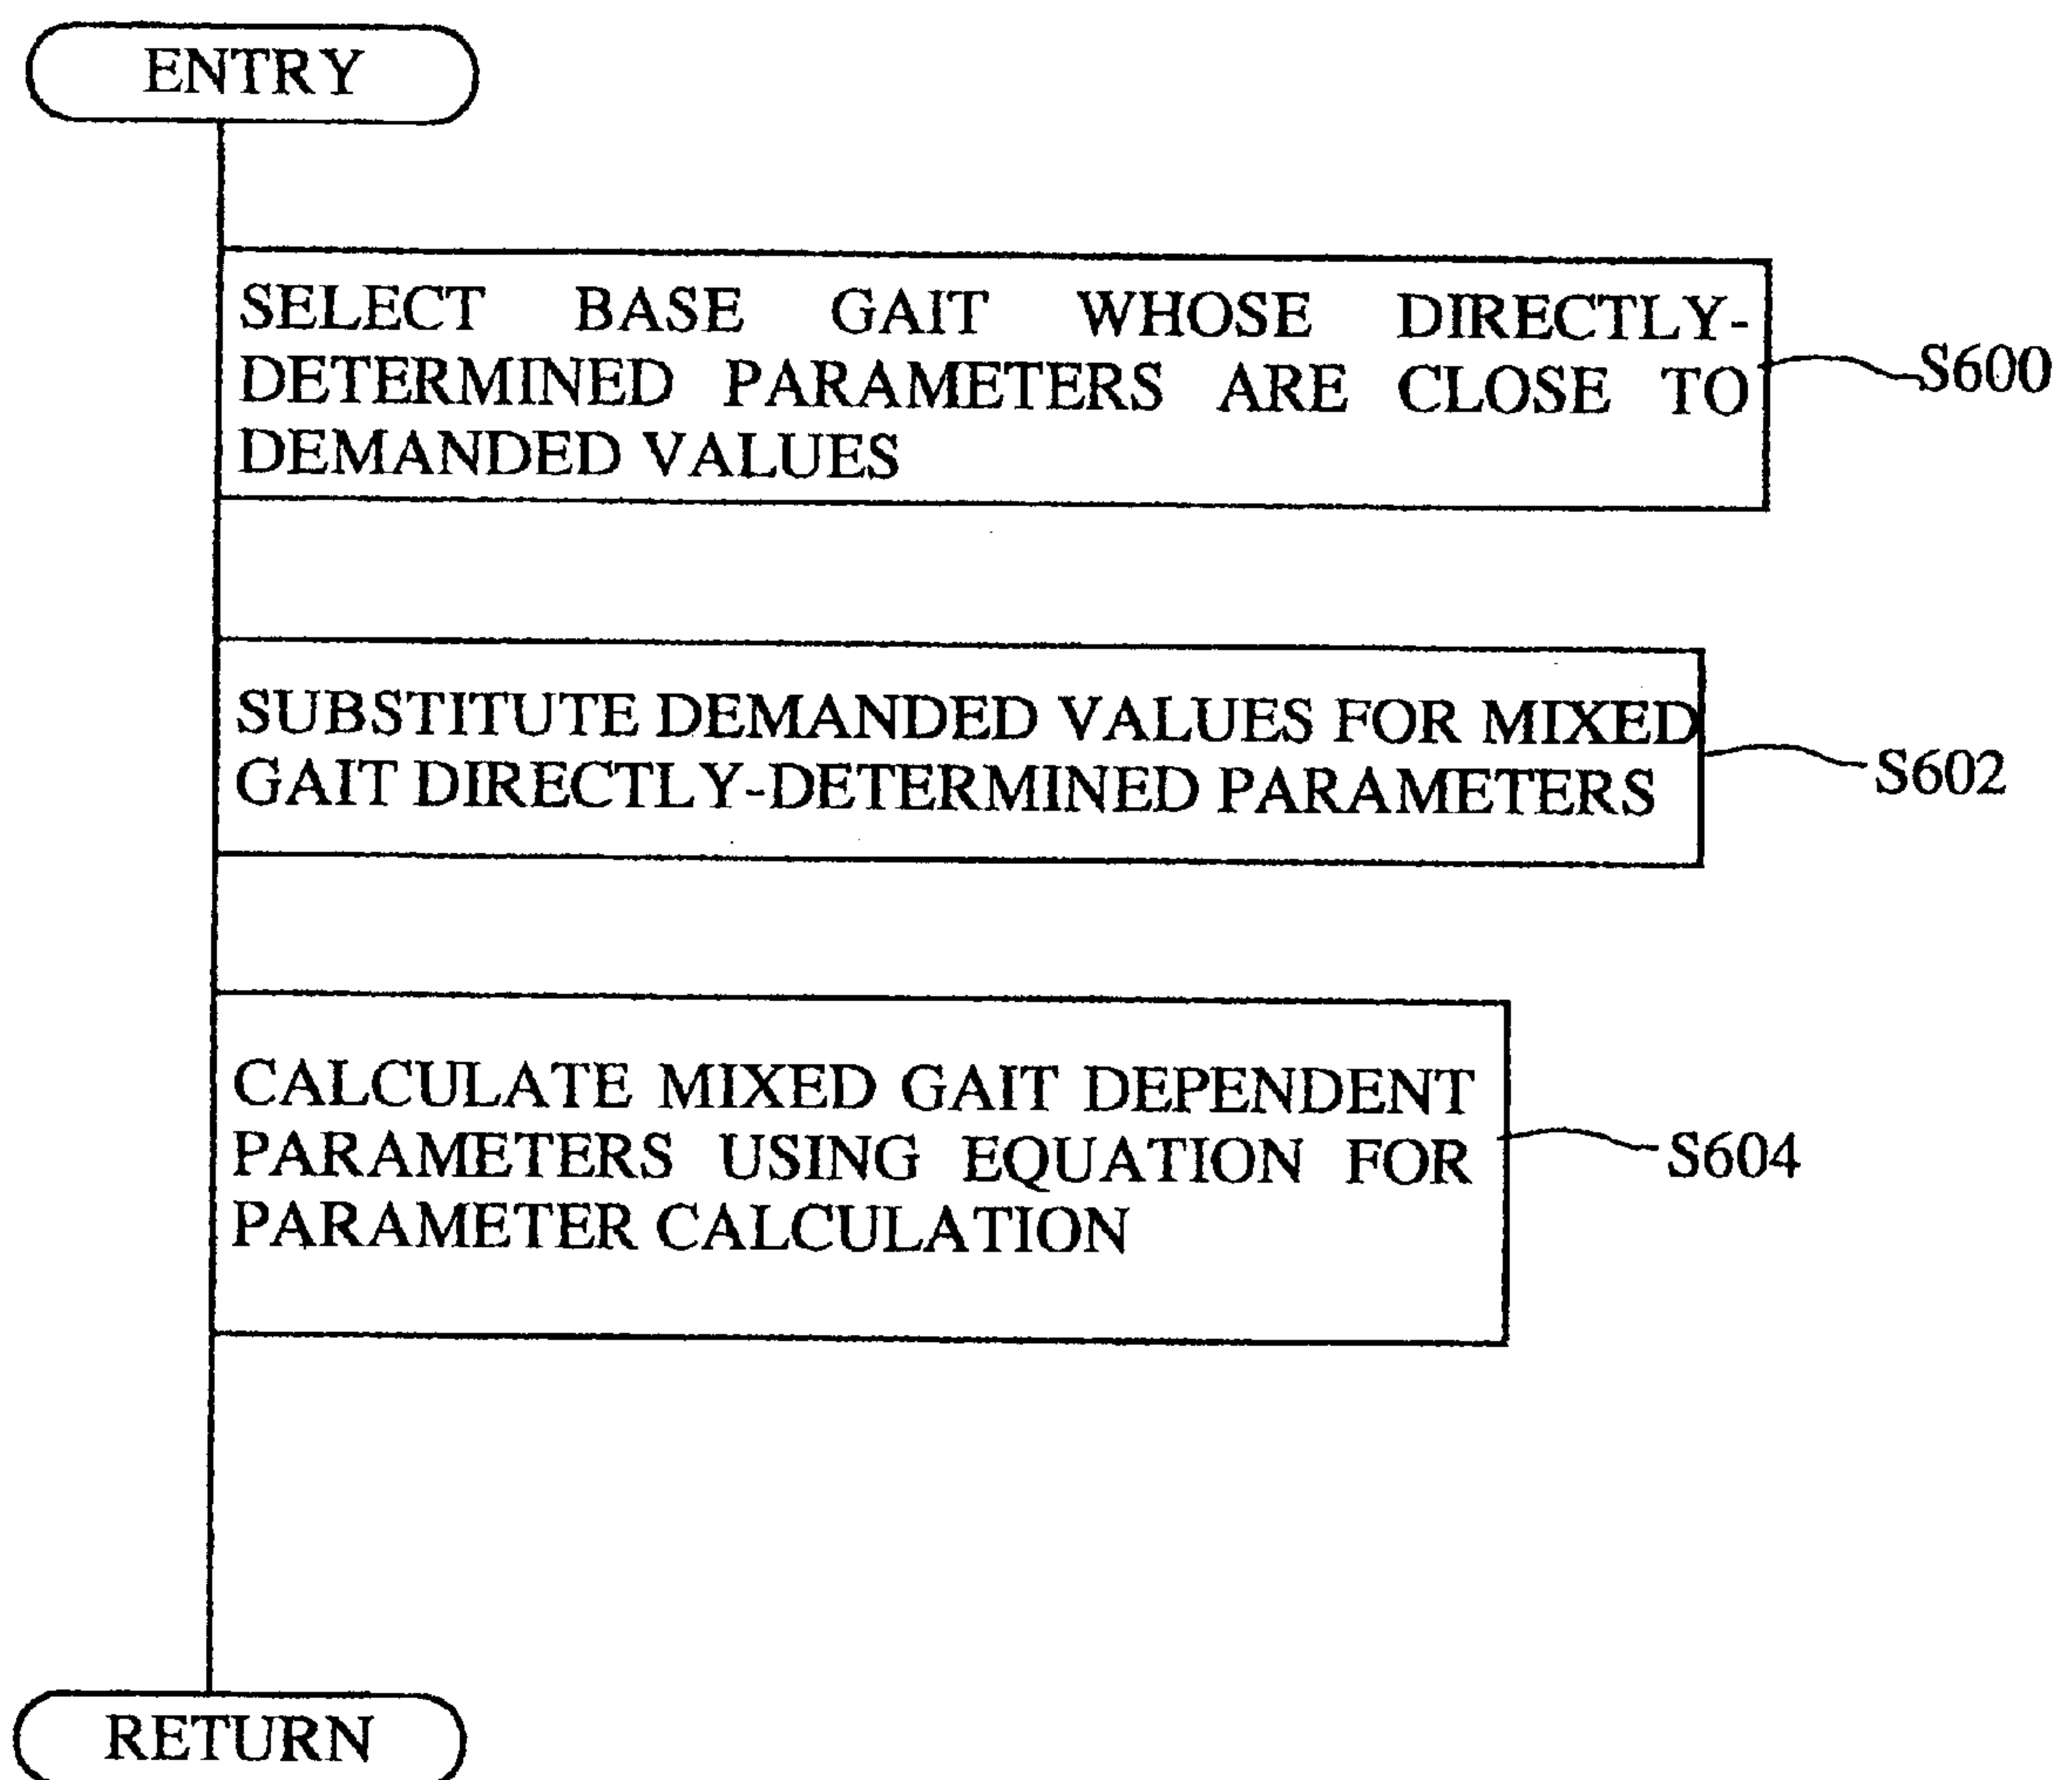 ENTRY
SELECT BASE GAIT WHOSE DIRECTLY-
DETERMINED PARAMETERS ARE CLOSE TO
DEMANDED VALUES
S600
SUBSTITUTE DEMANDED VALUES FOR MIXED
GAIT DIRECTLY-DETERMINED PARAMETERS
S602
CALCULATE MIXED GAIT DEPENDENT
PARAMETERS USING EQUATION FOR
PARAMETER CALCULATION
S604
RETURN